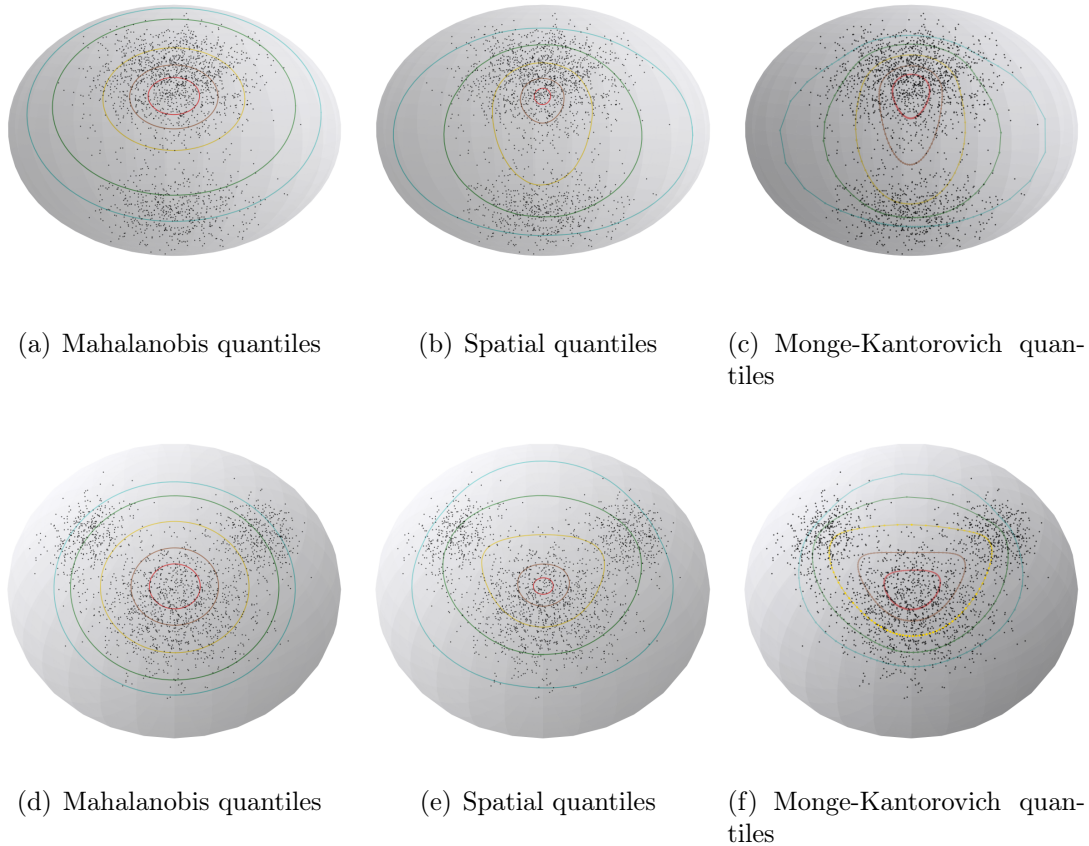 (a) Mahalanobis quantiles
(b) Spatial quantiles
(c) Monge-Kantorovich quan-
tiles
(d) Mahalanobis quantiles
(e) Spatial quantiles
(f) Monge-Kantorovich quan-
tiles